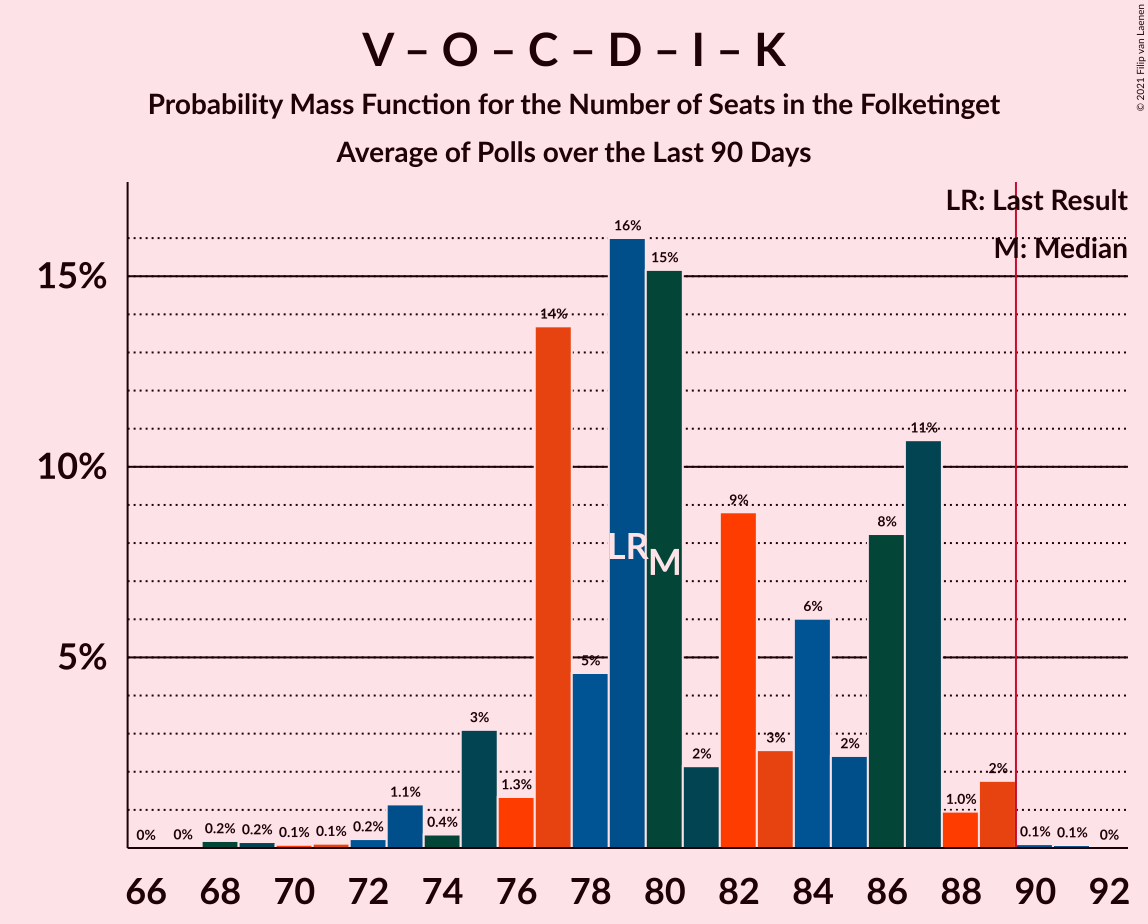 V – O – C – D – I – K
Probability Mass Function for the Number of Seats in the Folketinget
Average of Polls over the Last 90 Days
© 2021 Filip van Laenen
LR: Last Result
M: Median
15%
10%
5%
0% 0% 0.2% 0.2% 0.1% 0.1% 0.2% 1.1% 0.4% 3% 1.3% 14% 5% 16% 15% 2% 9% 3% 6% 2% 8% 11% 1.0% 2% 0.1% 0.1% 0%
LR M
66 68 70 72 74 76 78 80 82 84 86 88 90 92